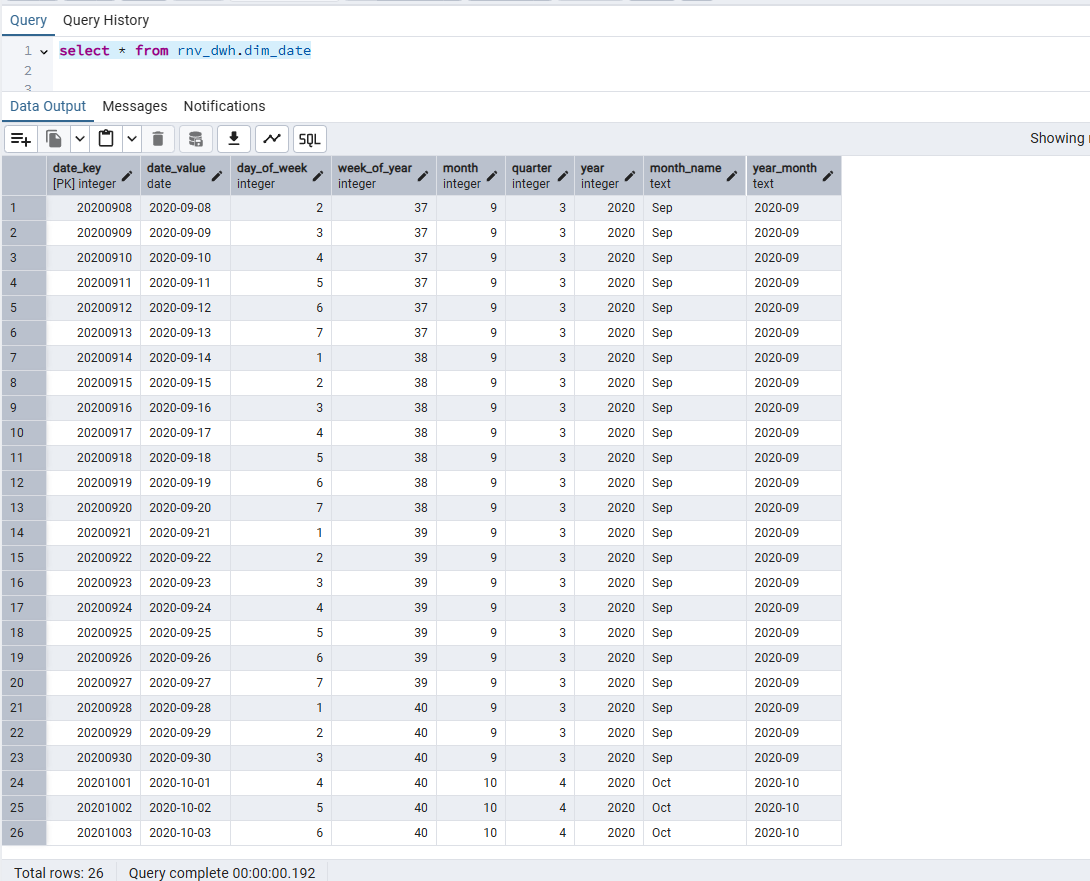 Query Query History
1 select * from rnv_dwh.dim_date
2
3
Data Output Messages Notifications
SQL Showing
date_key date_value day_of_week week_of_year month quarter year month_name year_month
[PK] integer date integer integer integer integer integer text text
1 20200908 2020-09-08 2 37 9 3 2020 Sep 2020-09
2 20200909 2020-09-09 3 37 9 3 2020 Sep 2020-09
3 20200910 2020-09-10 4 37 9 3 2020 Sep 2020-09
4 20200911 2020-09-11 5 37 9 3 2020 Sep 2020-09
5 20200912 2020-09-12 6 37 9 3 2020 Sep 2020-09
6 20200913 2020-09-13 7 37 9 3 2020 Sep 2020-09
7 20200914 2020-09-14 1 38 9 3 2020 Sep 2020-09
8 20200915 2020-09-15 2 38 9 3 2020 Sep 2020-09
9 20200916 2020-09-16 3 38 9 3 2020 Sep 2020-09
10 20200917 2020-09-17 4 38 9 3 2020 Sep 2020-09
11 20200918 2020-09-18 5 38 9 3 2020 Sep 2020-09
12 20200919 2020-09-19 6 38 9 3 2020 Sep 2020-09
13 20200920 2020-09-20 7 38 9 3 2020 Sep 2020-09
14 20200921 2020-09-21 1 39 9 3 2020 Sep 2020-09
15 20200922 2020-09-22 2 39 9 3 2020 Sep 2020-09
16 20200923 2020-09-23 3 39 9 3 2020 Sep 2020-09
17 20200924 2020-09-24 4 39 9 3 2020 Sep 2020-09
18 20200925 2020-09-25 5 39 9 3 2020 Sep 2020-09
19 20200926 2020-09-26 6 39 9 3 2020 Sep 2020-09
20 20200927 2020-09-27 7 39 9 3 2020 Sep 2020-09
21 20200928 2020-09-28 1 40 9 3 2020 Sep 2020-09
22 20200929 2020-09-29 2 40 9 3 2020 Sep 2020-09
23 20200930 2020-09-30 3 40 9 3 2020 Sep 2020-09
24 20201001 2020-10-01 4 40 10 4 2020 Oct 2020-10
25 20201002 2020-10-02 5 40 10 4 2020 Oct 2020-10
26 20201003 2020-10-03 6 40 10 4 2020 Oct 2020-10
Total rows: 26 Query complete 00:00:00.192